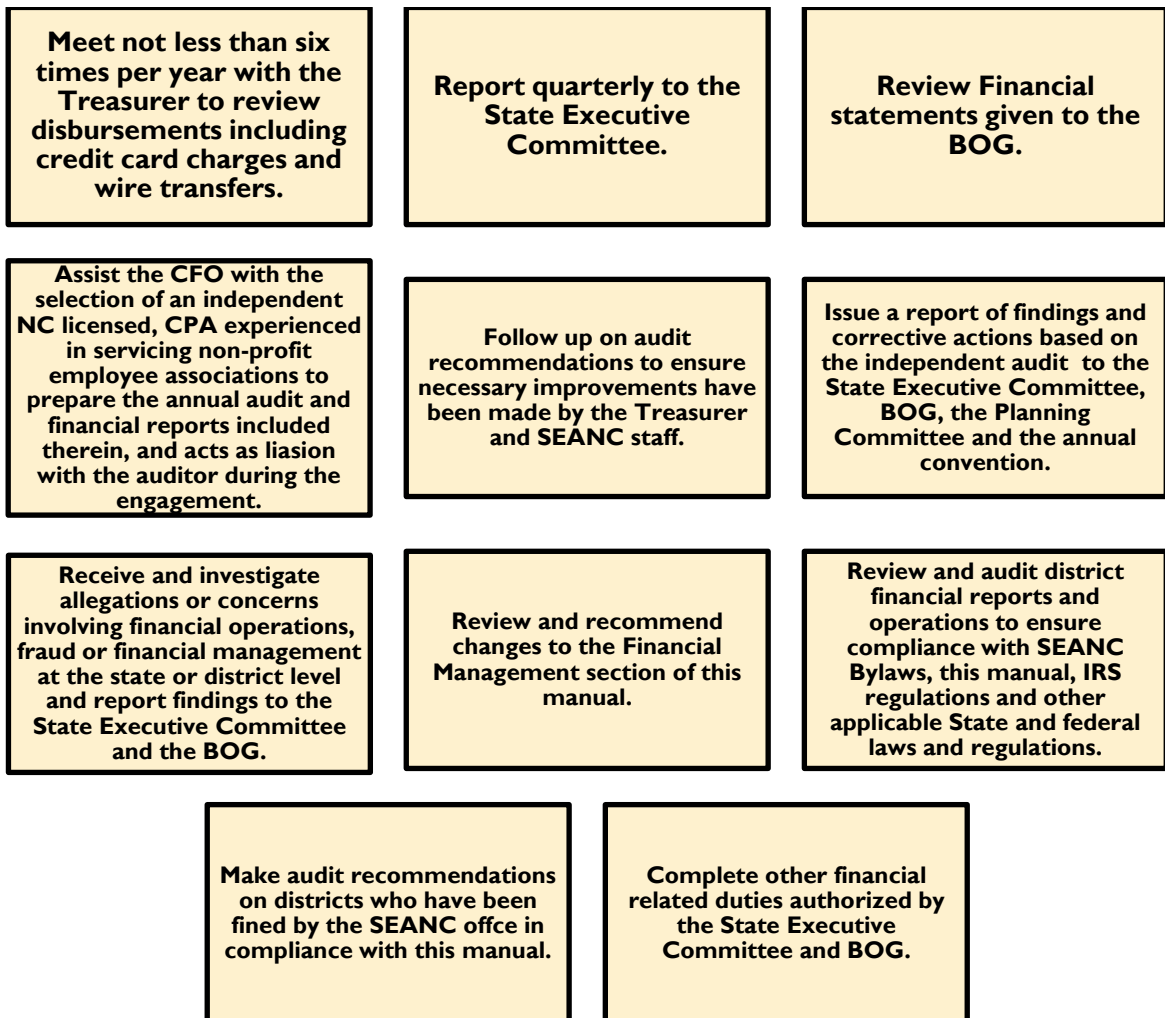 Meet not less than six
times per year with the
Treasurer to review
disbursements including
credit card charges and
wire transfers.
Report quarterly to the
State Executive
Committee.
Review Financial
statements given to the
BOG.
Assist the CFO with the
selection of an independent
NC licensed, CPA experienced
in servicing non-profit
employee associations to
prepare the annual audit and
financial reports included
therein, and acts as liasion
with the auditor during the
engagement.
Follow up on audit
recommendations to ensure
necessary improvements have
been made by the Treasurer
and SEANC staff.
Issue a report of findings and
corrective actions based on
the independent audit to the
State Executive Committee,
BOG, the Planning
Committee and the annual
convention.
Receive and investigate
allegations or concerns
involving financial operations,
fraud or financial management
at the state or district level
and report findings to the
State Executive Committee
and the BOG.
Review and recommend
changes to the Financial
Management section of this
manual.
Review and audit district
financial reports and
operations to ensure
compliance with SEANC
Bylaws, this manual, IRS
regulations and other
applicable State and federal
laws and regulations.
Make audit recommendations
on districts who have been
fined by the SEANC offce in
compliance with this manual.
Complete other financial
related duties authorized by
the State Executive
Committee and BOG.